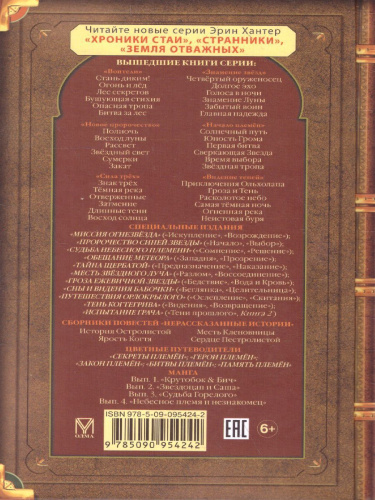 Читайте новые серии Эрин Хантер
«ХРОНИКИ СТАИ», «СТРАННИКИ»,
«ЗЕМЛЯ ОТВАЖНЫХ»
ВЫШЕДШИЕ КНИГИ СЕРИИ:
«Воители»
Стань диким!
Огонь и лёд
Лес секретов
Бушующая стихия
Опасная тропа
Битва за лес
«Знамение звёзд»
Четвёртый оруженосец
Долгое эхо
Голоса в ночи
Знамение Луны
Забытый воин
Главная надежда
«Новое пророчество»
Полночь
Восход луны
Рассвет
Звёздный свет
Сумерки
Закат
«Начало племён»
Солнечный путь
Юность Грома
Первая битва
Сверкающая Звезда
Время выбора
Звёздная тропа
«Сила трёх»
Знак трёх
Тёмная река
Отверженные
Затмение
Длинные тени
Восход солнца
«Видение теней»
Приключения Ольхолапа
Гроза и Тень
Расколотое небо
Самая тёмная ночь
Огненная река
Неистовая буря
СПЕЦИАЛЬНЫЕ ИЗДАНИЯ
«МИССИЯ ОГНЕЗВЁЗДА» («Искупление», «Возрождение»);
«ПРОРОЧЕСТВО СИНЕЙ ЗВЕЗДЫ» («Начало», «Выбор»);
«СУДЬБА НЕБЕСНОГО ПЛЕМЕНИ» («Сомнение», «Решение»);
«ОБЕЩАНИЕ МЕТЕОРА» («Западня», «Прозрение»);
«ТАЙНА ЩЕРБАТОЙ» («Предназначение», «Наказание»);
«МЕСТЬ ЗВЁЗДНОГО ЛУЧА» («Разлом», «Воссоединение»);
«ГРОЗА ЕЖЕВИЧНОЙ ЗВЕЗДЫ» («Бедствие», «Вода и Кровь»);
«СНЫ И ВИДЕНИЯ БАБОЧКИ» («Беглянка», «Целительница»);
«ПУТЕШЕСТВИЯ ОРЛОКРЫЛОГО» («Ослепление», «Скитания»);
«ТЕНЬ КОГТЕГРИВА» («Видения», «Возвращение»);
«ИСПЫТАНИЕ ГРАЧА» («Тени прошлого», Книга 2)
СБОРНИКИ ПОВЕСТЕЙ «НЕРАССКАЗАННЫЕ ИСТОРИИ»
История Остролистой
Ярость Когтя
Месть Кленовницы
Сердце Пестролистой
ЦВЕТНЫЕ ПУТЕВОДИТЕЛИ
«СЕКРЕТЫ ПЛЕМЁН»; «ГЕРОИ ПЛЕМЁН»;
«ЗАКОН ПЛЕМЁН»; «БИТВЫ ПЛЕМЁН»; «ПАМЯТЬ ПЛЕМЁН»
МАНГА
Вып. 1. «Крутобок & Бич»
Вып. 2. «Звездоцап и Саша»
Вып. 3. «Судьба Горелого»
Вып. 4. «Небесное племя и незнакомец»
ОЛМА
ISBN 978-5-09-095424-2
9 785090 954242
ЕАС
6+